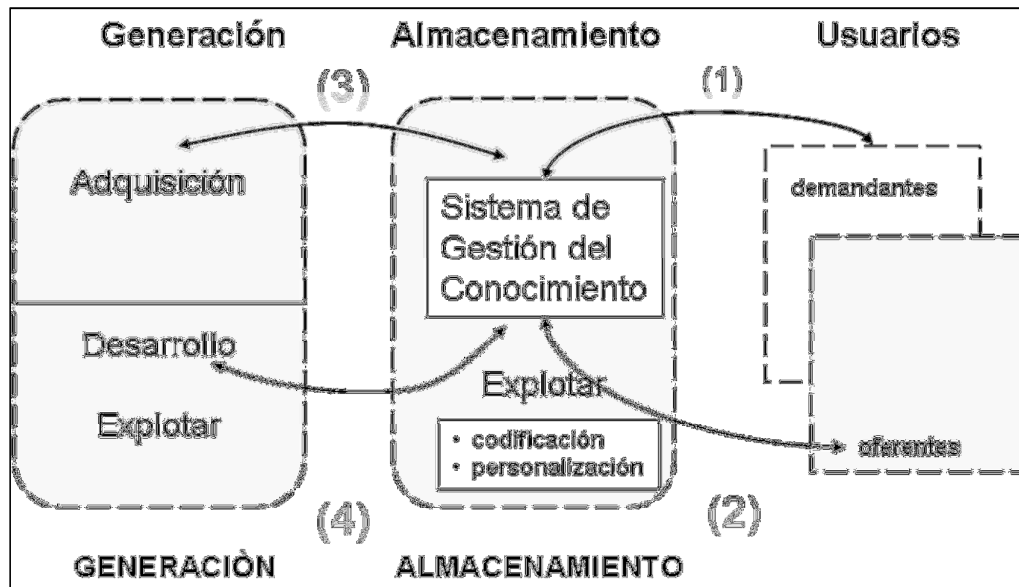 Generación Almacenamiento Usuarios
(3) (1)
Adquisición
demandantes
Sistema de
Gestión del
Conocimiento
Desarrollo
Explotar
Explotar
• codificación
• personalización
oferentes
(4) (2)
GENERACIÒN ALMACENAMIENTO